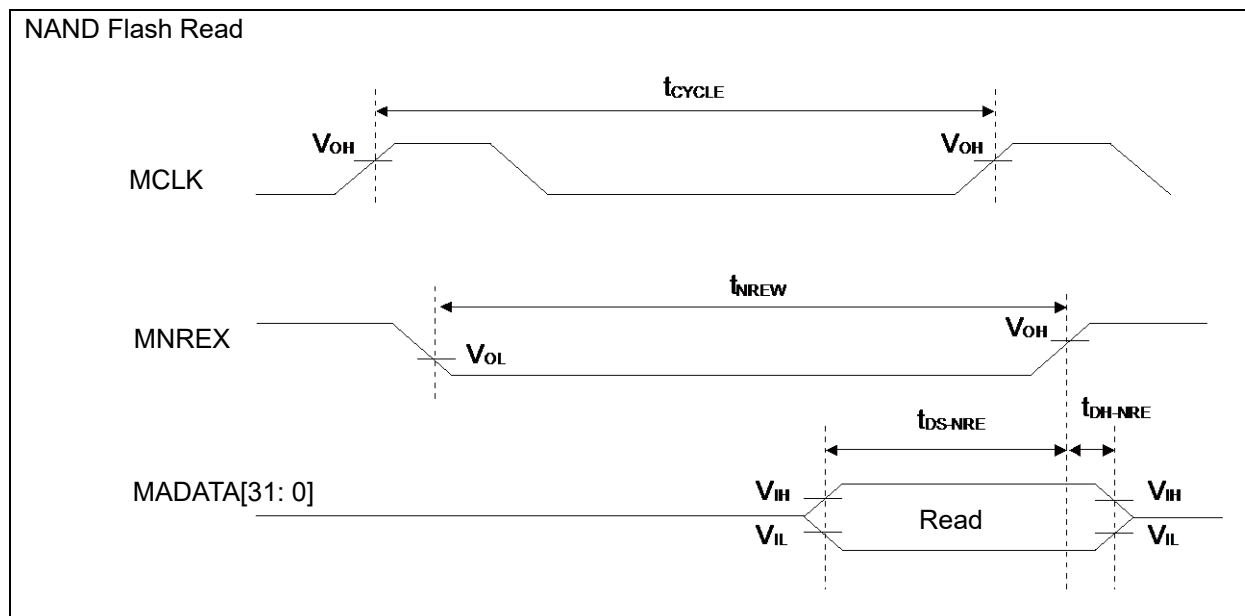 NAND Flash Read
tCYCLE
VOH
VOH
MCLK
tNREW
VOH
MNREX
VOL
tDS-NRE
tDH-NRE
MADATA[31: 0]
VIH
VIH
Read
VIL
VIL